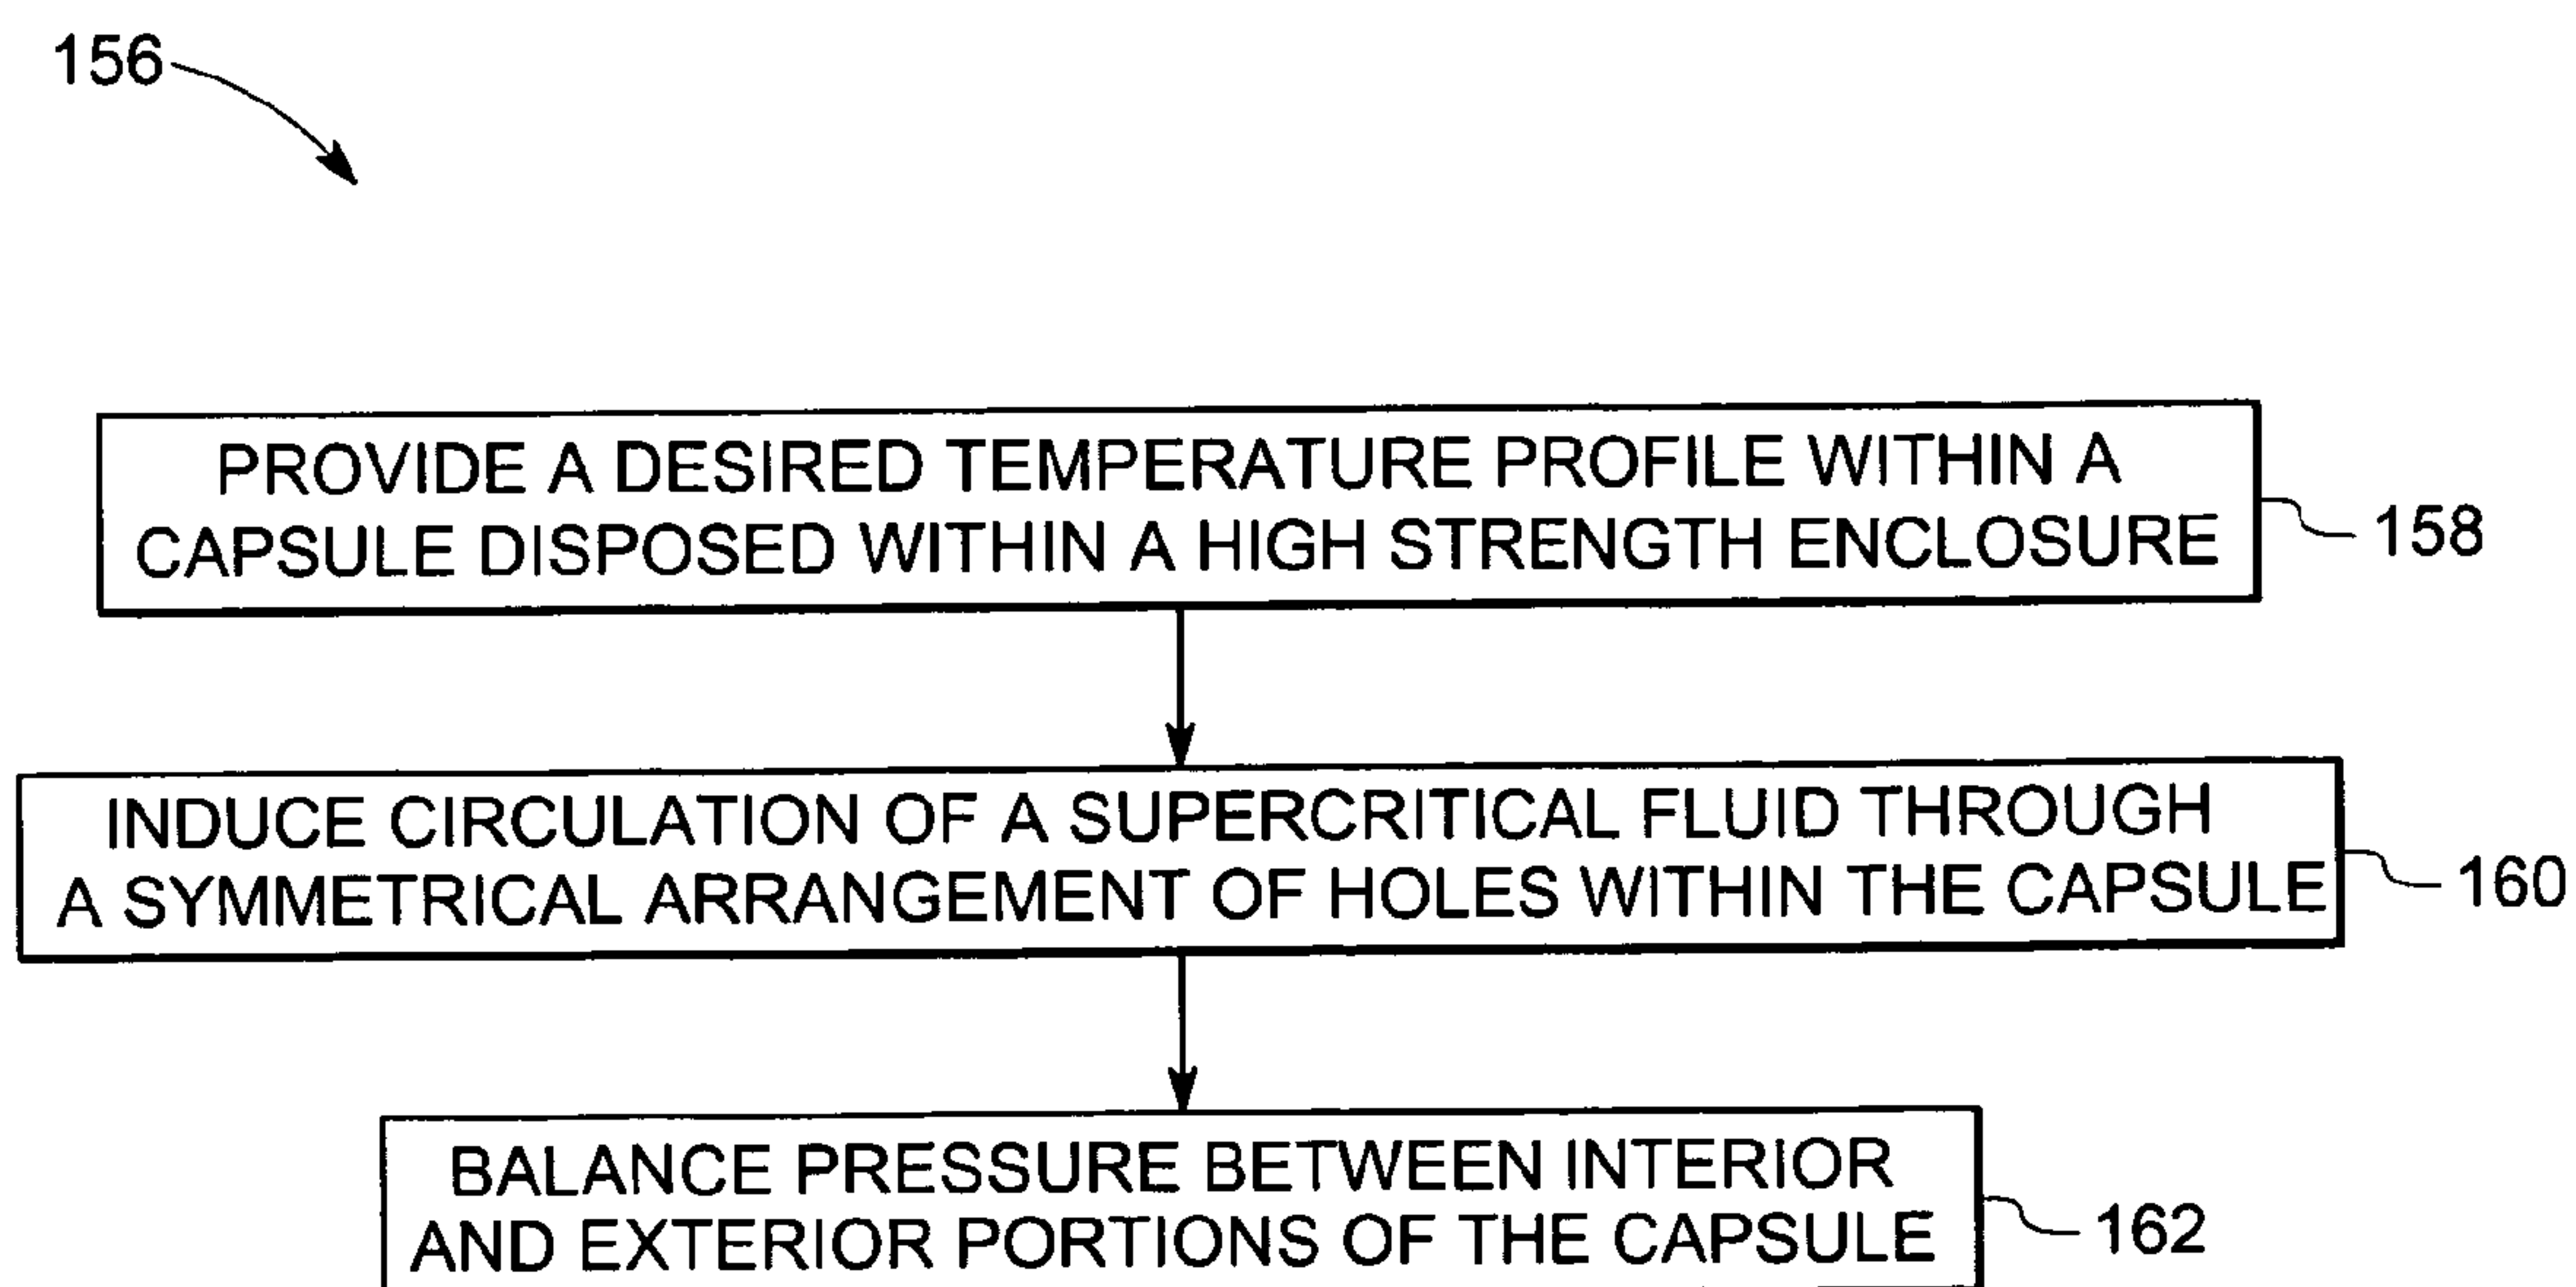 156
PROVIDE A DESIRED TEMPERATURE PROFILE WITHIN A
CAPSULE DISPOSED WITHIN A HIGH STRENGTH ENCLOSURE
158
INDUCE CIRCULATION OF A SUPERCRITICAL FLUID THROUGH
A SYMMETRICAL ARRANGEMENT OF HOLES WITHIN THE CAPSULE
160
BALANCE PRESSURE BETWEEN INTERIOR
AND EXTERIOR PORTIONS OF THE CAPSULE
162